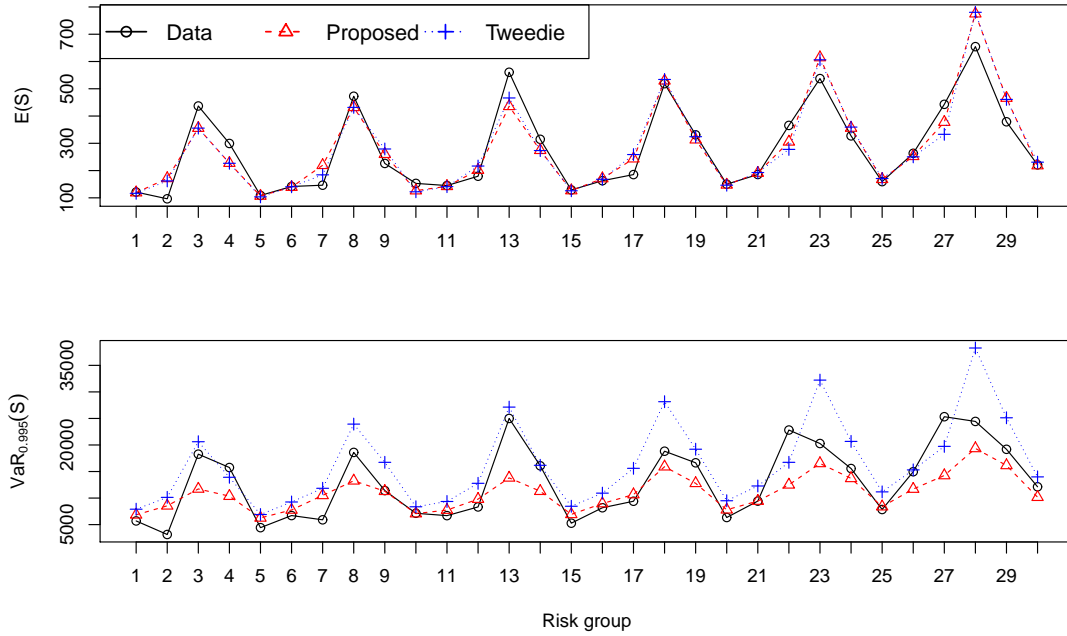 Data Proposed Tweedie
E(S)
700
500
300
100
1 2 3 4 5 6 7 8 9 11 13 15 17 19 21 23 25 27 29
VaR0.995(S)
35000
20000
5000
1 2 3 4 5 6 7 8 9 11 13 15 17 19 21 23 25 27 29
Risk group